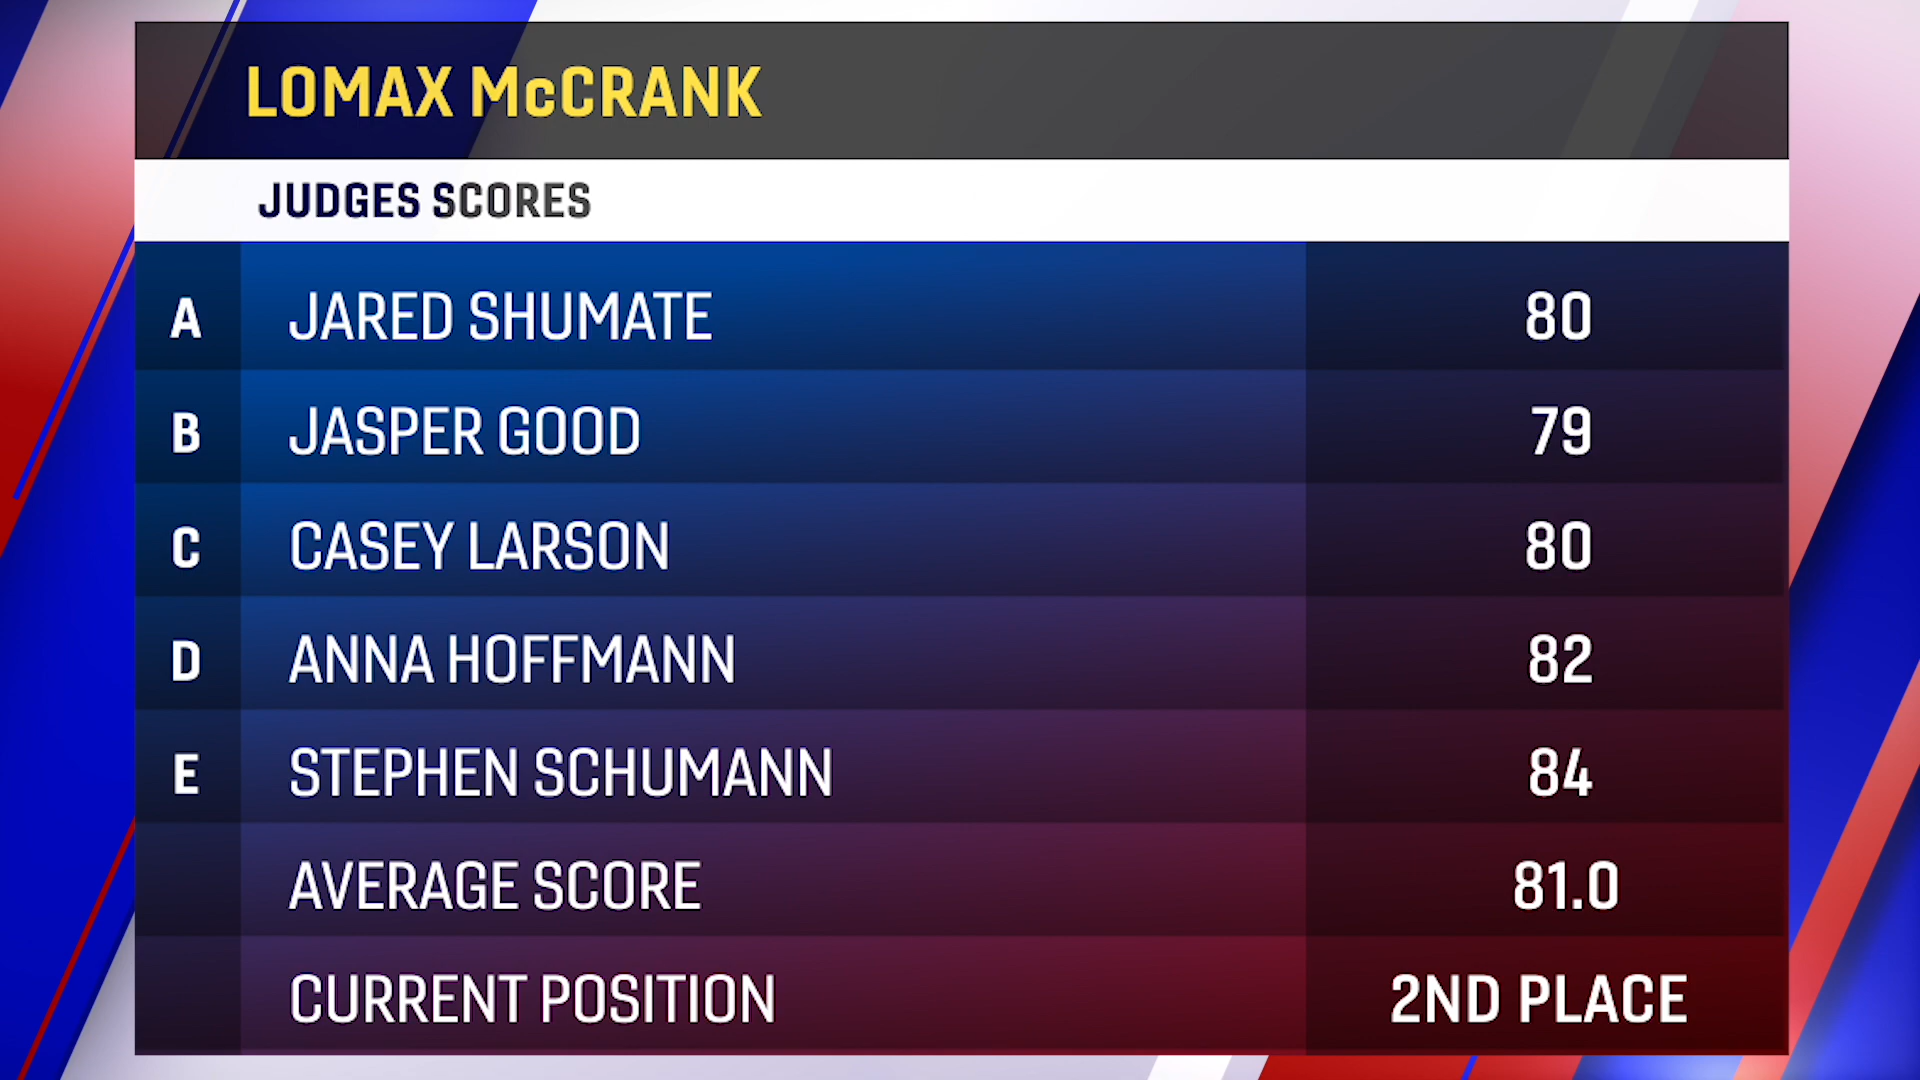 LOMAX McCRANK
JUDGES SCORES
A JARED SHUMATE 80
B JASPER GOOD 79
C CASEY LARSON 80
D ANNA HOFFMANN 82
E STEPHEN SCHUMANN 84
AVERAGE SCORE 81.0
CURRENT POSITION 2ND PLACE